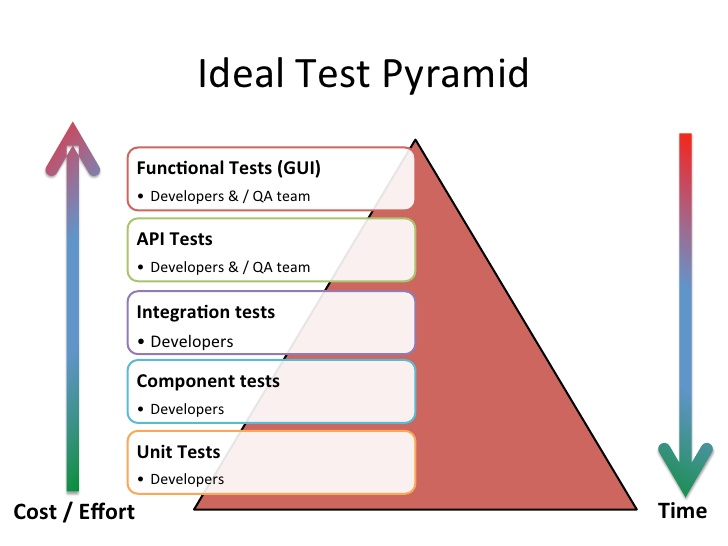 Ideal Test Pyramid
Functional Tests (GUI)
• Developers & / QA team
API Tests
• Developers & / QA team
Integration tests
• Developers
Component tests
• Developers
Unit Tests
• Developers
Cost / Effort
Time